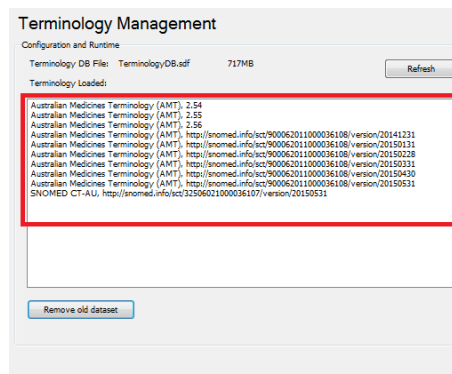 Terminology Management
Configuration and Runtime
Terminology DB File: TerminologyDB.sdf 717MB
Refresh
Terminology Loaded:
Australian Medicines Terminology (AMT), 2.54
Australian Medicines Terminology (AMT), 2.55
Australian Medicines Terminology (AMT), 2.56
Australian Medicines Terminology (AMT), http://snomed.info/sct/900062011000036108/version/20141231
Australian Medicines Terminology (AMT), http://snomed.info/sct/900062011000036108/version/20150131
Australian Medicines Terminology (AMT), http://snomed.info/sct/900062011000036108/version/20150228
Australian Medicines Terminology (AMT), http://snomed.info/sct/900062011000036108/version/20150331
Australian Medicines Terminology (AMT), http://snomed.info/sct/900062011000036108/version/20150430
Australian Medicines Terminology (AMT), http://snomed.info/sct/900062011000036108/version/20150531
SNOMED CT-AU, http://snomed.info/sct/32506021000036107/version/20150531
Remove old dataset